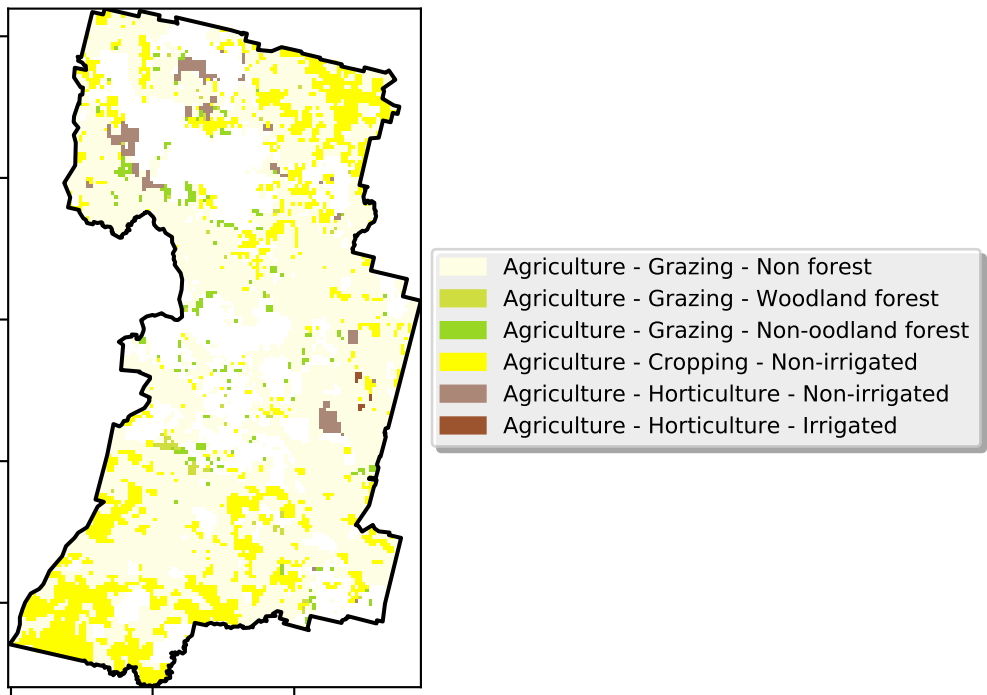 Agriculture - Grazing - Non forest
Agriculture - Grazing - Woodland forest
Agriculture - Grazing - Non-oodland forest
Agriculture - Cropping - Non-irrigated
Agriculture - Horticulture - Non-irrigated
Agriculture - Horticulture - Irrigated